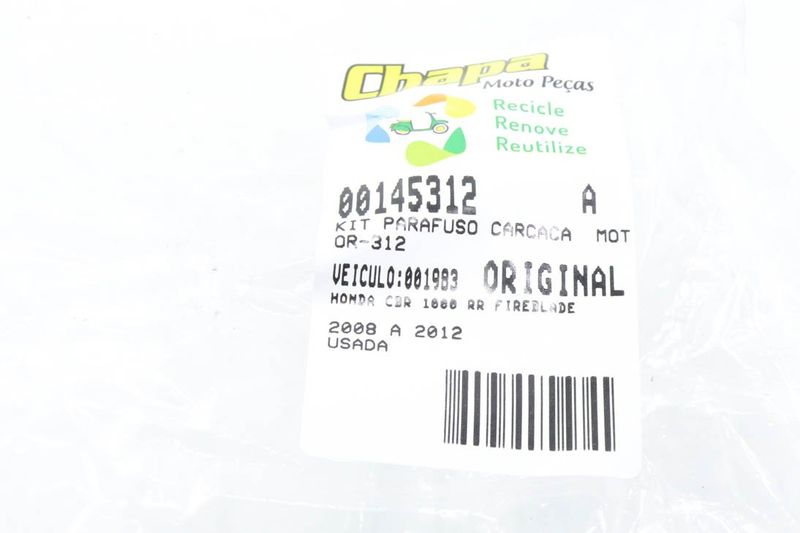 Chapa
Moto Peças
Recicle
Renove
Reutilize
00145312 A
KIT PARAFUSO CARCACA MOT
OR-312
VEICULO:001983 ORIGINAL
HONDA CBR 1000 RR FIREBLADE
2008 A 2012
USADA